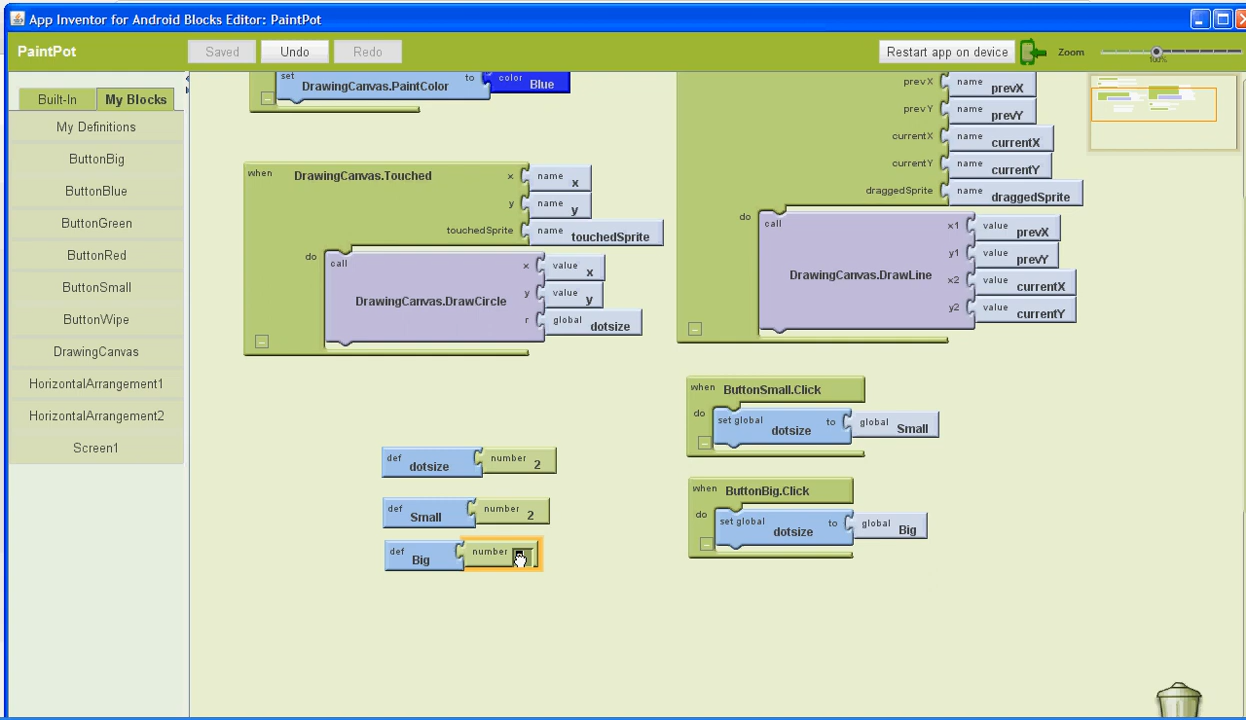 App Inventor for Android Blocks Editor: PaintPot
PaintPot
Saved
Undo
Redo
Restart app on device
Zoom
100%
Built-In
My Blocks
My Definitions
ButtonBig
ButtonBlue
ButtonGreen
ButtonRed
ButtonSmall
ButtonWipe
DrawingCanvas
HorizontalArrangement1
HorizontalArrangement2
Screen1
set DrawingCanvas.PaintColor to color Blue
when DrawingCanvas.Touched x name x
y name y
touchedSprite name touchedSprite
do call DrawingCanvas.DrawCircle x value x
y value y
r global dotsize
def dotsize number 2
def Small number 2
def Big number
prevX name prevX
prevY name prevY
currentX name currentX
currentY name currentY
draggedSprite name draggedSprite
do call DrawingCanvas.DrawLine x1 value prevX
y1 value prevY
x2 value currentX
y2 value currentY
when ButtonSmall.Click
do set global dotsize to global Small
when ButtonBig.Click
do set global dotsize to global Big